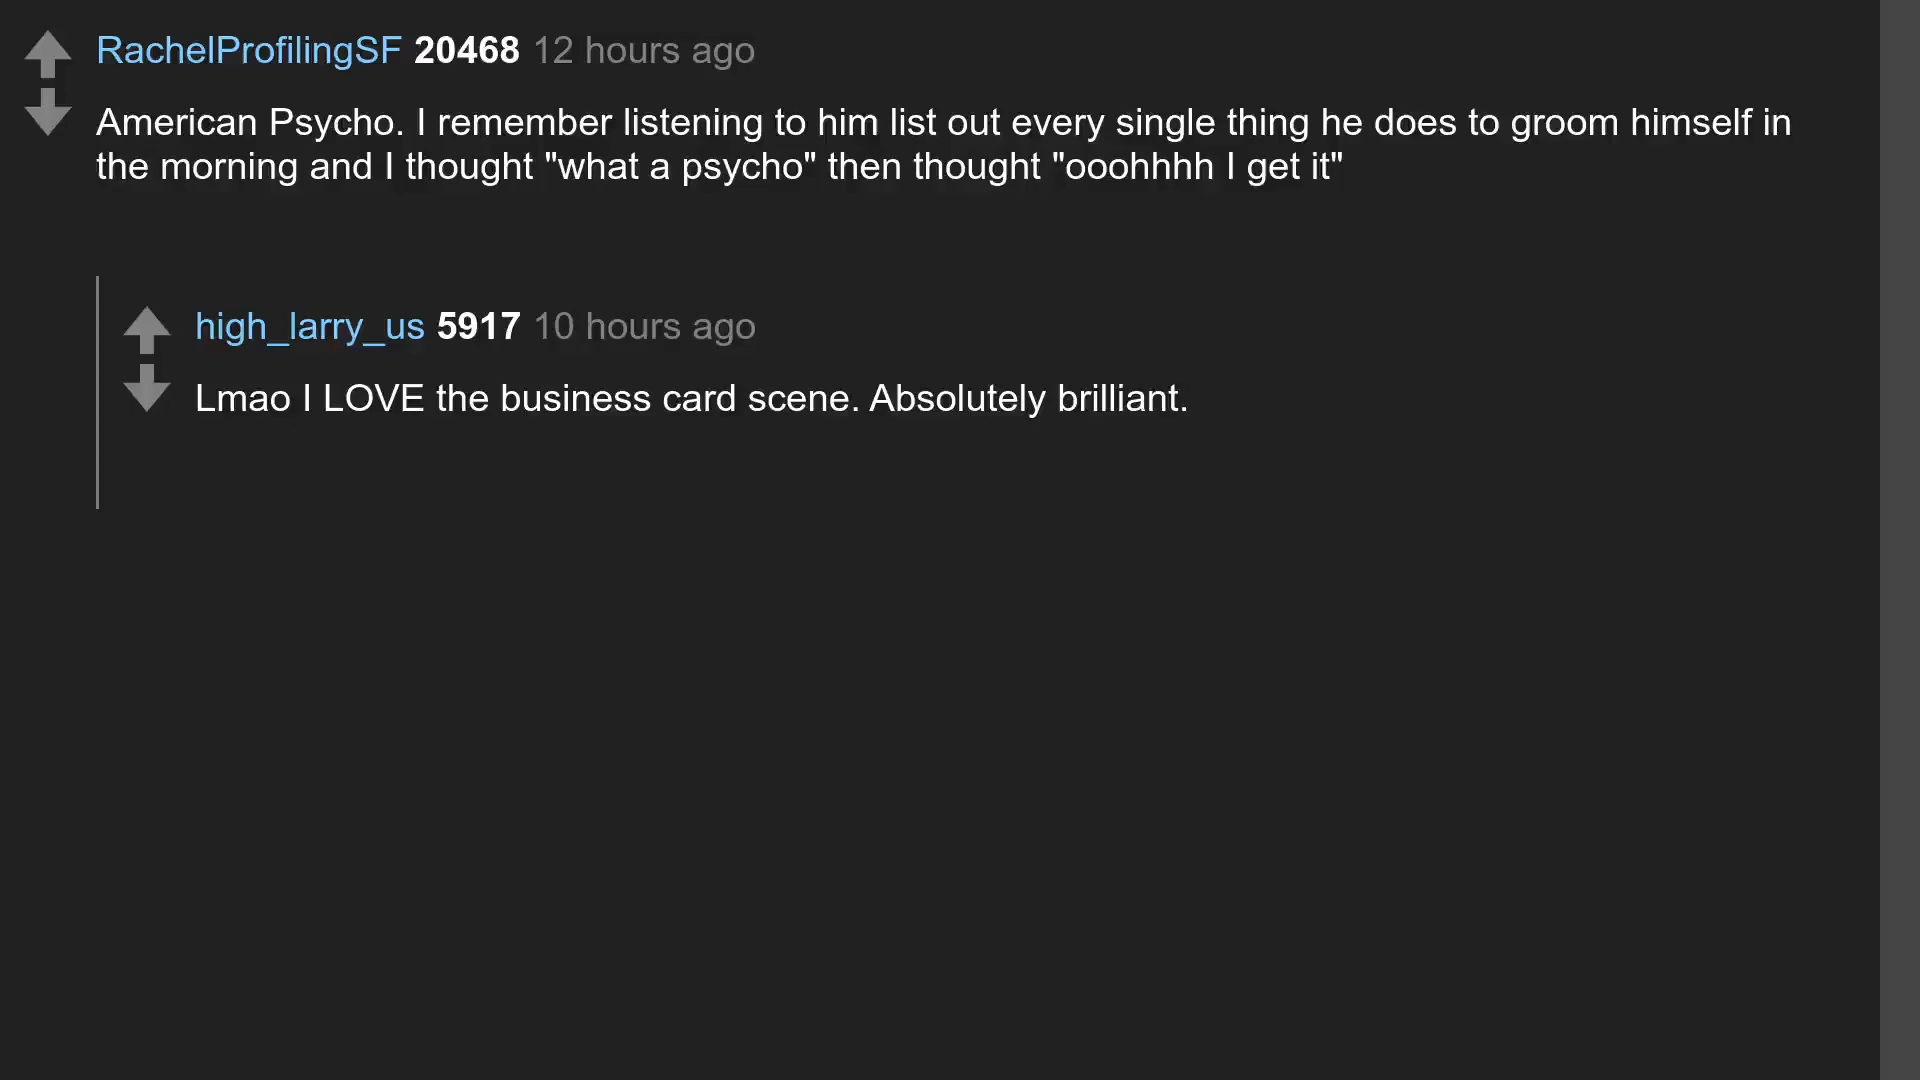 RachelProfilingSF 20468 12 hours ago
American Psycho. I remember listening to him list out every single thing he does to groom himself in
the morning and I thought "what a psycho" then thought "ooohhhh I get it"
high_larry_us 5917 10 hours ago
Lmao I LOVE the business card scene. Absolutely brilliant.